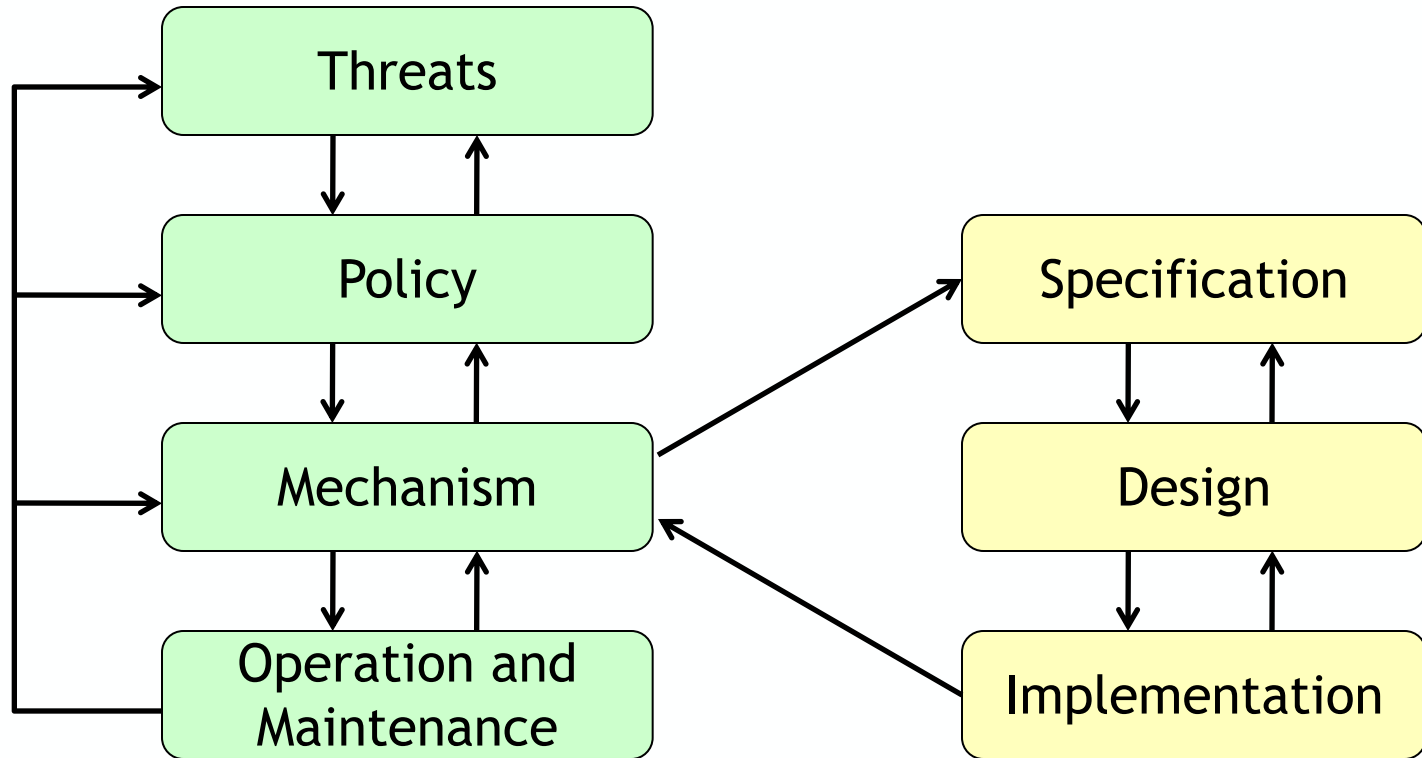 Threats
Policy
Mechanism
Operation and
Maintenance
Specification
Design
Implementation